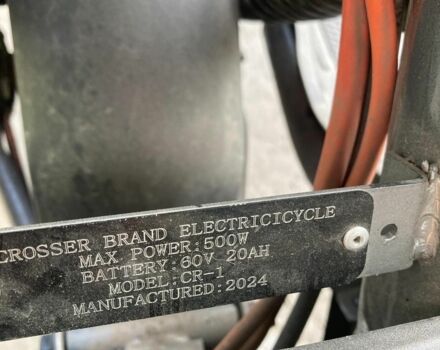 CROSSER BRAND ELECTRICICYCLE
MAX POWER:500W
BATTERY:60V 20AH
MODEL:CR-1
MANUFACTURED:2024